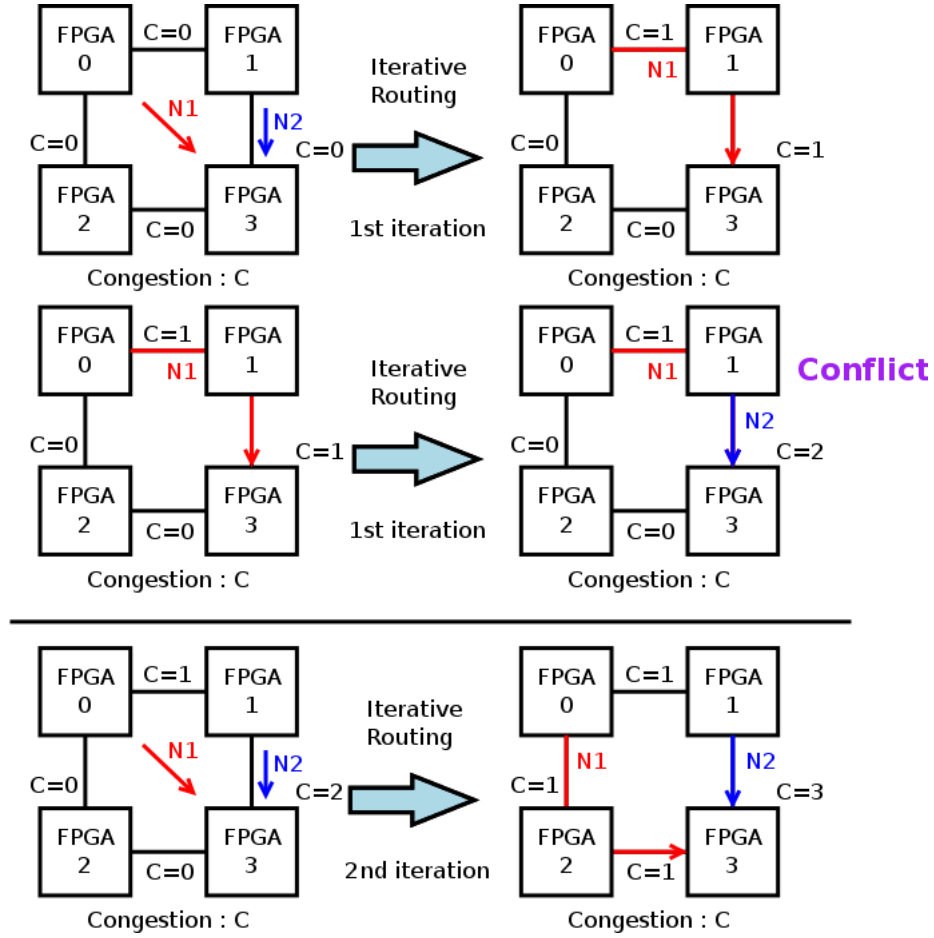 FPGA
0
C=0
FPGA
1
N1
N2
C=0
C=0
FPGA
2
C=0
FPGA
3
Congestion : C
Iterative
Routing
1st iteration
FPGA
0
C=1
N1
FPGA
1
C=0
C=1
FPGA
2
C=0
FPGA
3
Congestion : C
FPGA
0
C=1
N1
FPGA
1
C=0
C=1
FPGA
2
C=0
FPGA
3
Congestion : C
Iterative
Routing
1st iteration
FPGA
0
C=1
N1
FPGA
1
Conflict
N2
C=0
C=2
FPGA
2
C=0
FPGA
3
Congestion : C
FPGA
0
C=1
FPGA
1
N1
N2
C=0
C=2
FPGA
2
C=0
FPGA
3
Congestion : C
Iterative
Routing
2nd iteration
FPGA
0
C=1
FPGA
1
N1
N2
C=1
C=3
FPGA
2
C=1
FPGA
3
Congestion : C